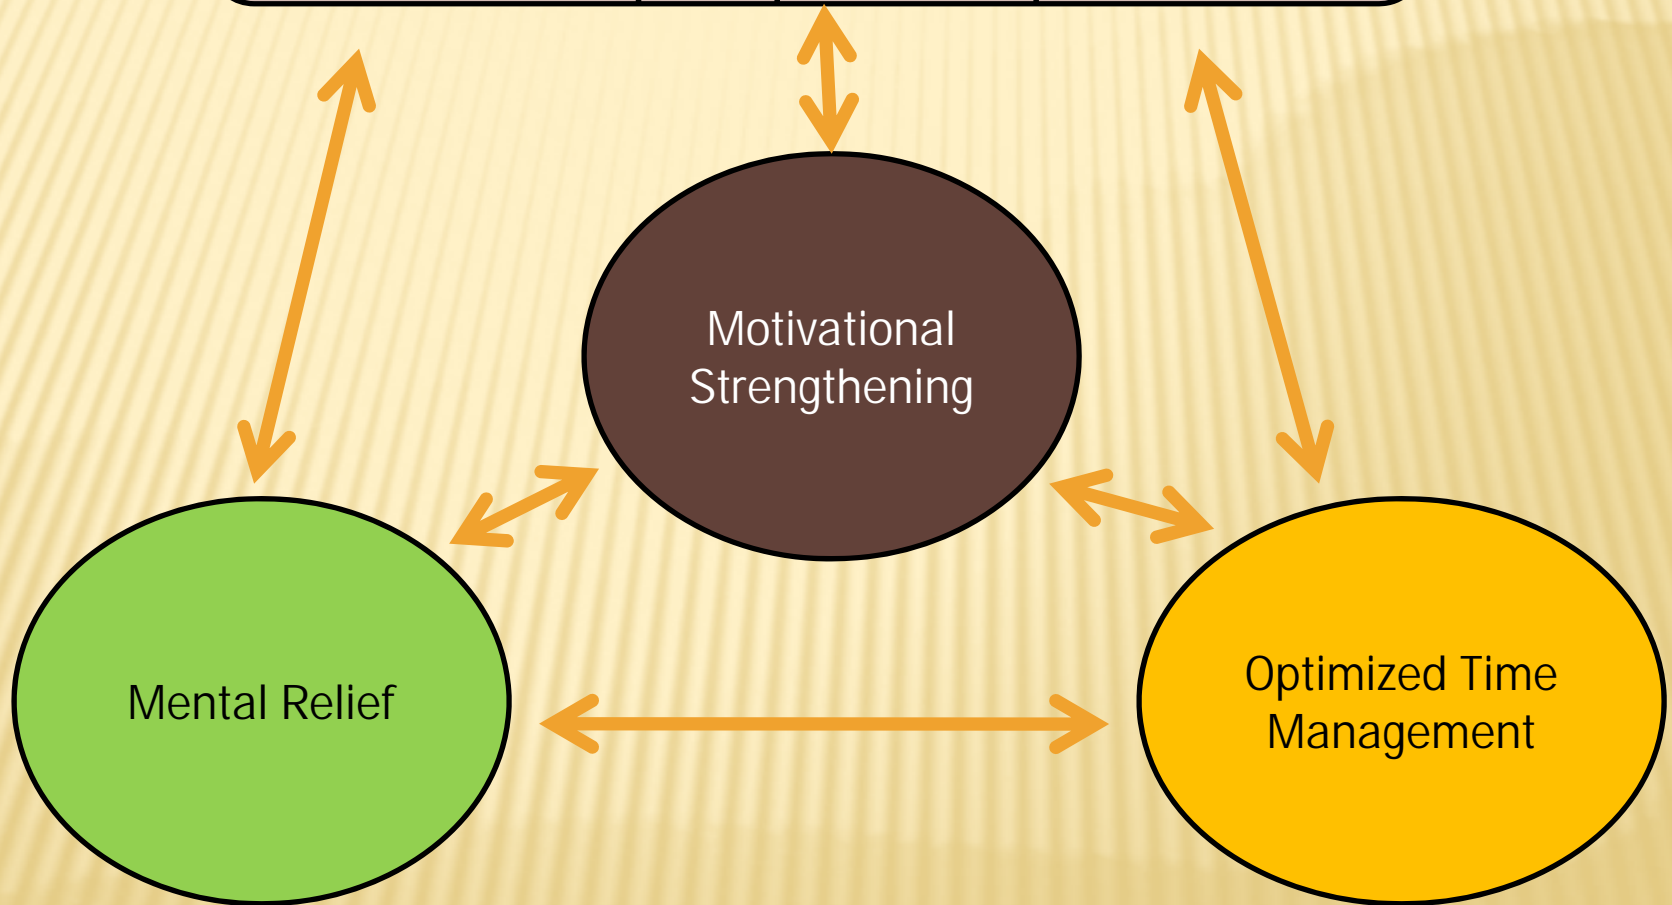 Motivational
Strengthening
Mental Relief
Optimized Time
Management